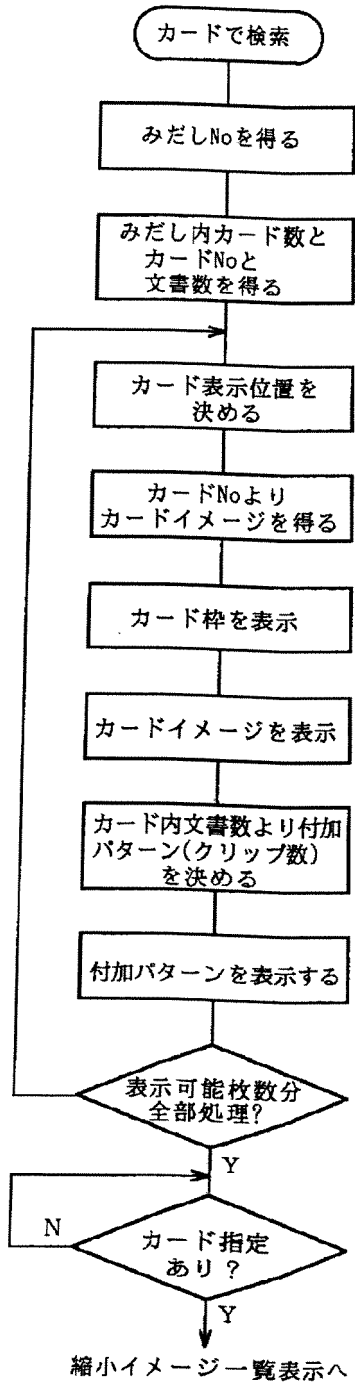 カードで検索
みだしNoを得る
みだし内カード数と
カードNoと
文書数を得る
カード表示位置を
決める
カードNoより
カードイメージを得る
カード枠を表示
カードイメージを表示
カード内文書数より付加
パターン(クリップ数)
を決める
付加パターンを表示する
表示可能枚数分
全部処理?
Y
N
カード指定
あり?
Y
縮小イメージ一覧表示へ